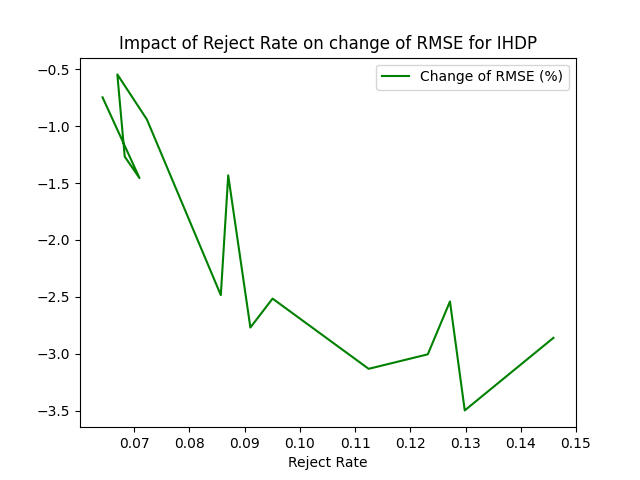 Impact of Reject Rate on change of RMSE for IHDP
Change of RMSE (%)
−0.5
−1.0
−1.5
−2.0
−2.5
−3.0
−3.5
0.07 0.08 0.09 0.10 0.11 0.12 0.13 0.14 0.15
Reject Rate